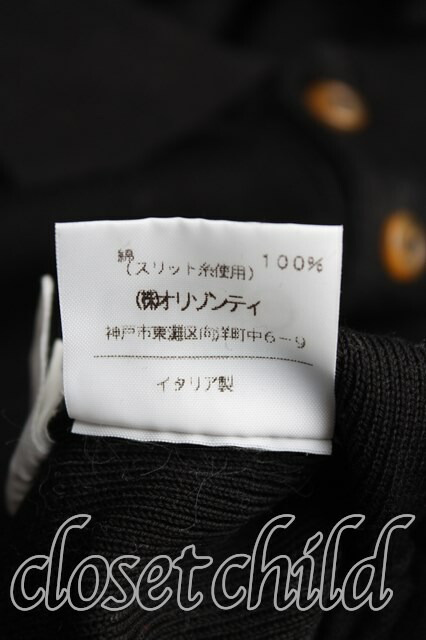 綿 100%
(スリット糸使用)
㈱オリゾンティ
神戸市東灘区向洋町中6-9
イタリア製
closet child